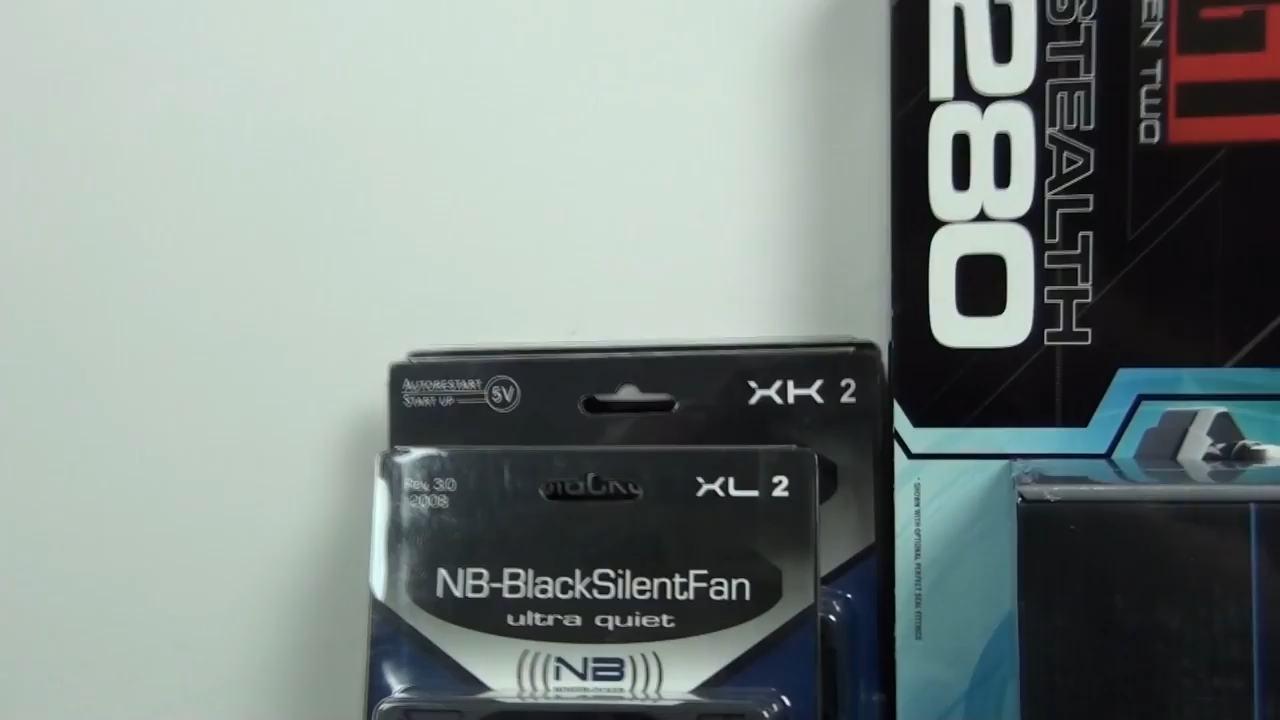 AUTORESTART
START UP
5V
XK 2
Rev. 3.0
2008
XL 2
NB-BlackSilentFan
ultra quiet
NB
280
STEALTH
EN TWO
* SHOWN WITH OPTIONAL PERFECT SEAL FITTINGS